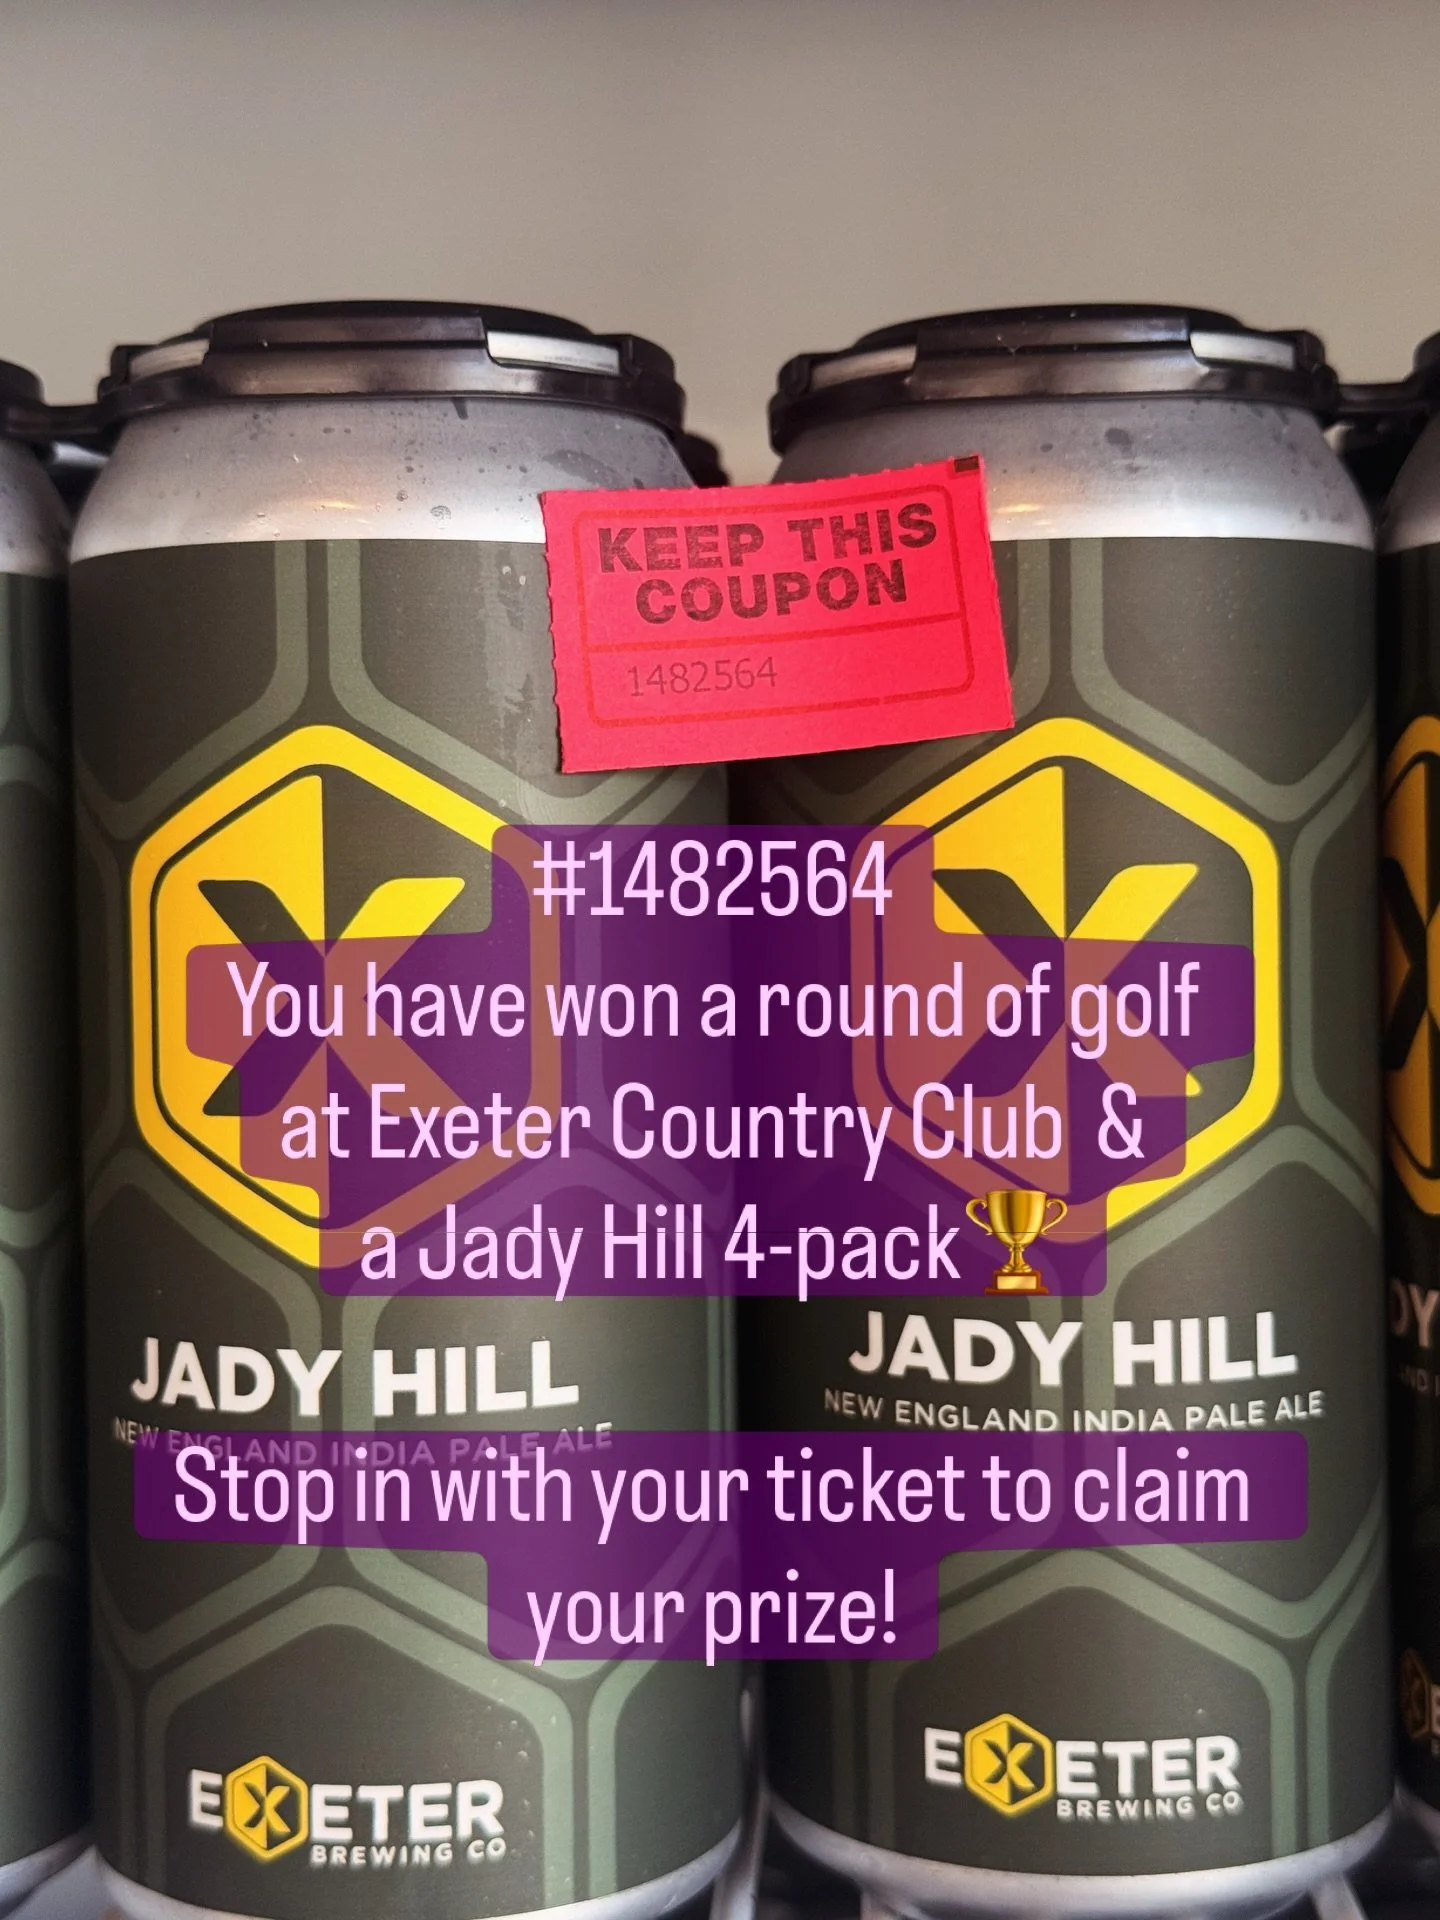 KEEP THIS
COUPON
1482564
#1482564
You have won a round of golf
at Exeter Country Club &
a Jady Hill 4-pack🏆
JADY HILL
NEW ENGLAND INDIA PALE ALE
JADY HILL
NEW ENGLAND INDIA PALE ALE
Stop in with your ticket to claim
your prize!
EXETER
BREWING CO
EXETER
BREWING CO